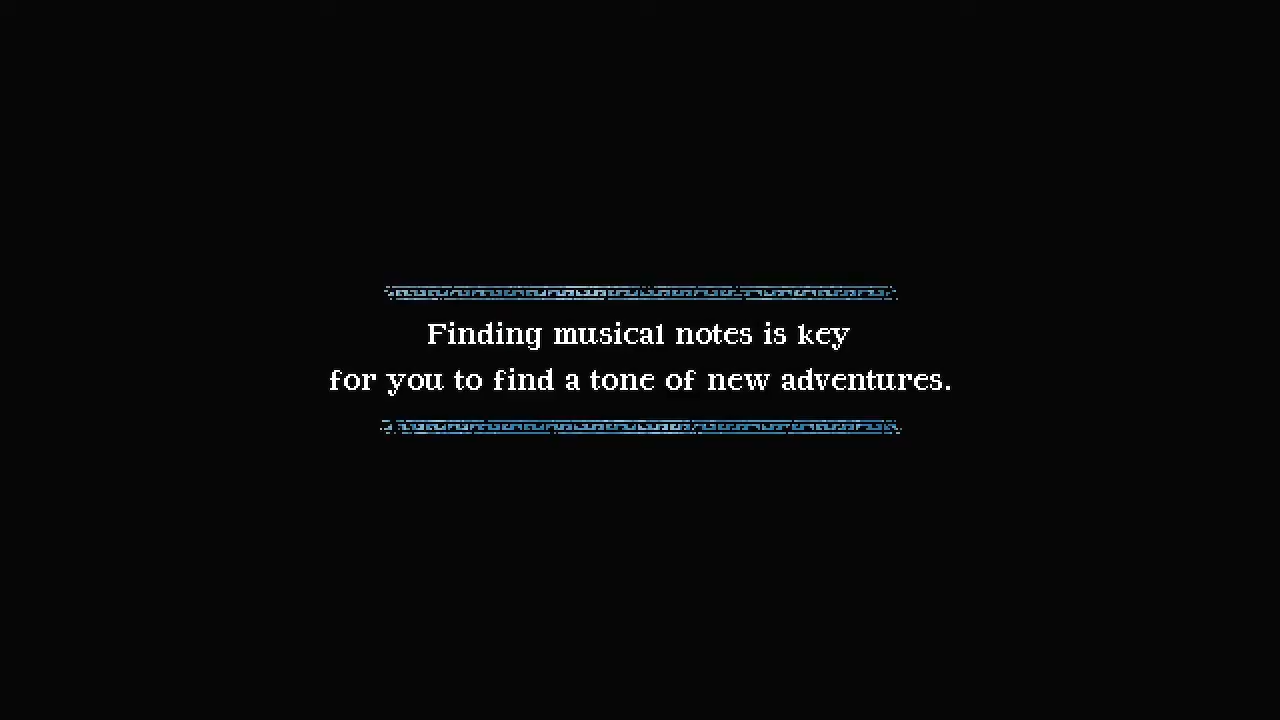 Finding musical notes is key
for you to find a tone of new adventures.